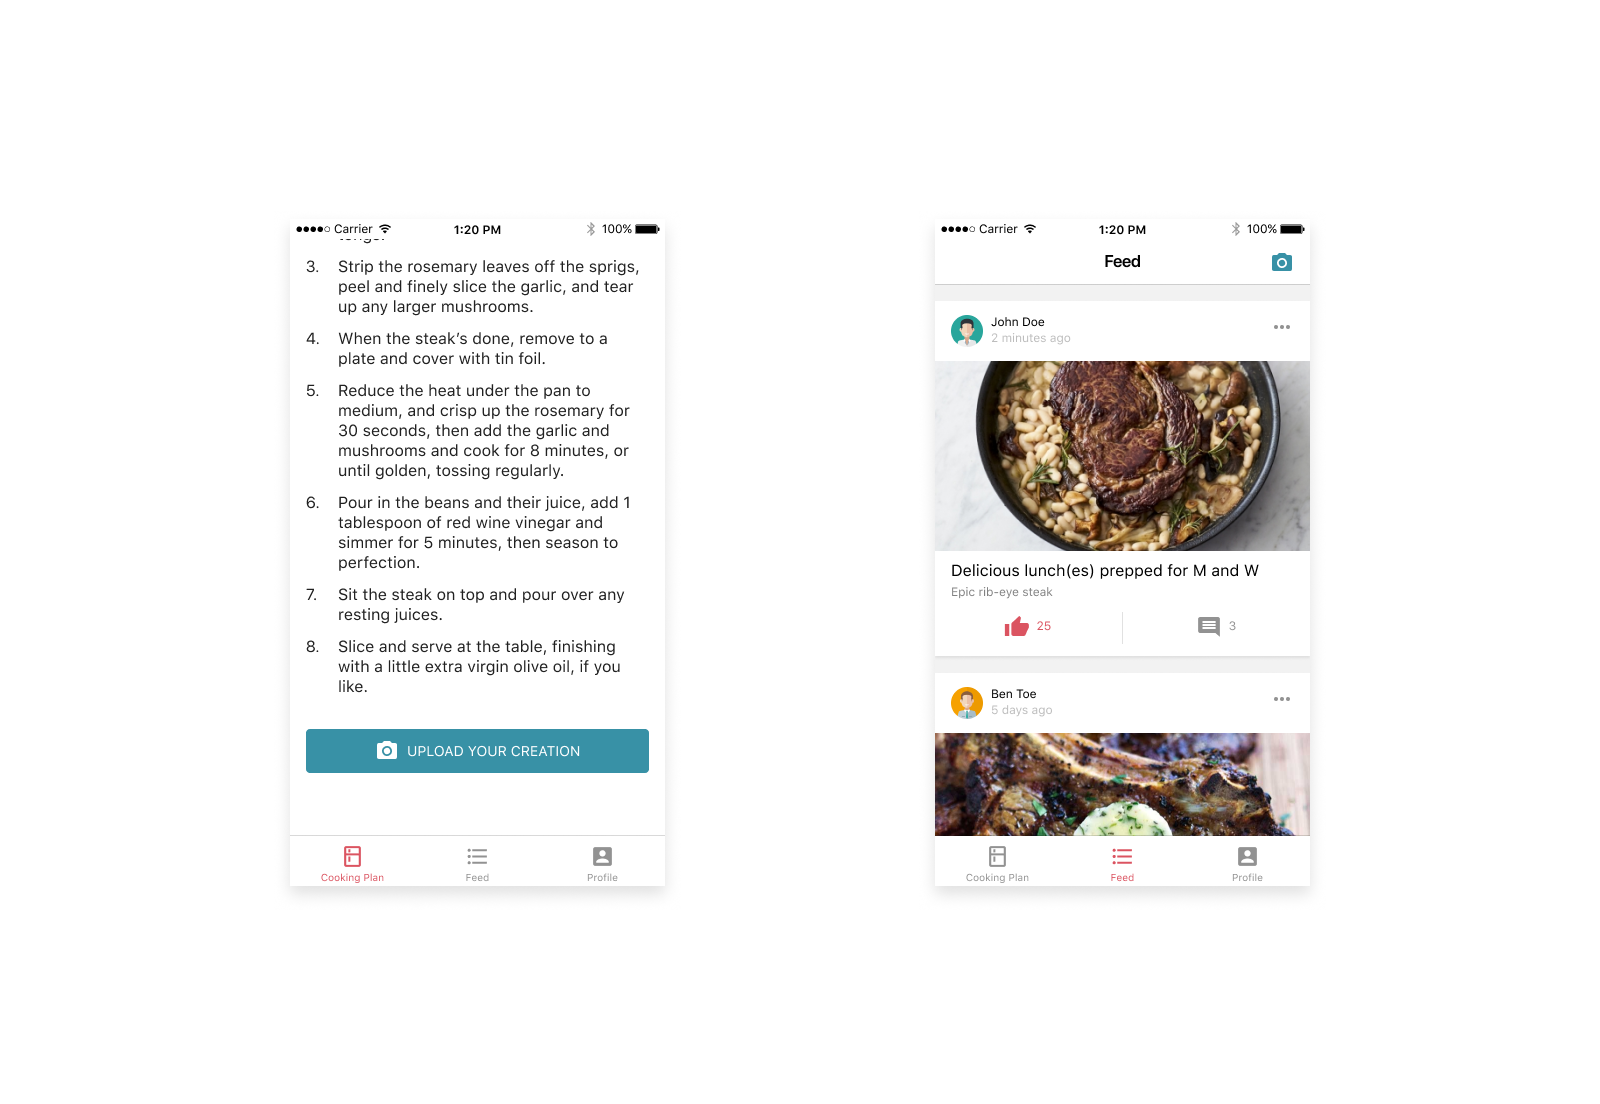 Carrier 1:20 PM 100%
3. Strip the rosemary leaves off the sprigs,
peel and finely slice the garlic, and tear
up any larger mushrooms.
4. When the steak’s done, remove to a
plate and cover with tin foil.
5. Reduce the heat under the pan to
medium, and crisp up the rosemary for
30 seconds, then add the garlic and
mushrooms and cook for 8 minutes, or
until golden, tossing regularly.
6. Pour in the beans and their juice, add 1
tablespoon of red wine vinegar and
simmer for 5 minutes, then season to
perfection.
7. Sit the steak on top and pour over any
resting juices.
8. Slice and serve at the table, finishing
with a little extra virgin olive oil, if you
like.
UPLOAD YOUR CREATION
Cooking Plan Feed Profile
Carrier 1:20 PM 100%
Feed
John Doe
2 minutes ago
Delicious lunch(es) prepped for M and W
Epic rib-eye steak
25 3
Ben Toe
5 days ago
Cooking Plan Feed Profile